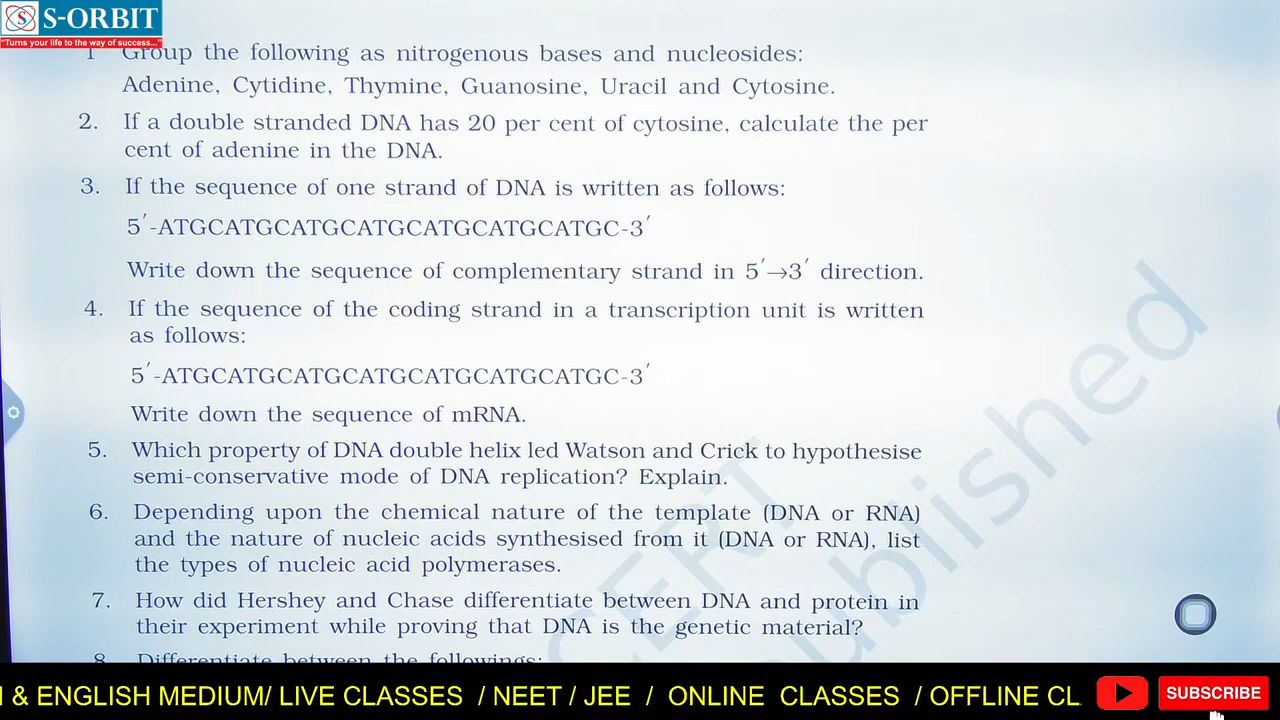 S-ORBIT
"Turns your life to the way of success..."
1 Group the following as nitrogenous bases and nucleosides:
Adenine, Cytidine, Thymine, Guanosine, Uracil and Cytosine.
2. If a double stranded DNA has 20 per cent of cytosine, calculate the per
cent of adenine in the DNA.
3. If the sequence of one strand of DNA is written as follows:
5′-ATGCATGCATGCATGCATGCATGCATGC-3′
Write down the sequence of complementary strand in 5′→3′ direction.
4. If the sequence of the coding strand in a transcription unit is written
as follows:
5′-ATGCATGCATGCATGCATGCATGCATGC-3′
Write down the sequence of mRNA.
5. Which property of DNA double helix led Watson and Crick to hypothesise
semi-conservative mode of DNA replication? Explain.
6. Depending upon the chemical nature of the template (DNA or RNA)
and the nature of nucleic acids synthesised from it (DNA or RNA), list
the types of nucleic acid polymerases.
7. How did Hershey and Chase differentiate between DNA and protein in
their experiment while proving that DNA is the genetic material?
8. Differentiate between the followings:
CERT
published
& ENGLISH MEDIUM/ LIVE CLASSES / NEET / JEE / ONLINE CLASSES / OFFLINE CL
SUBSCRIBE